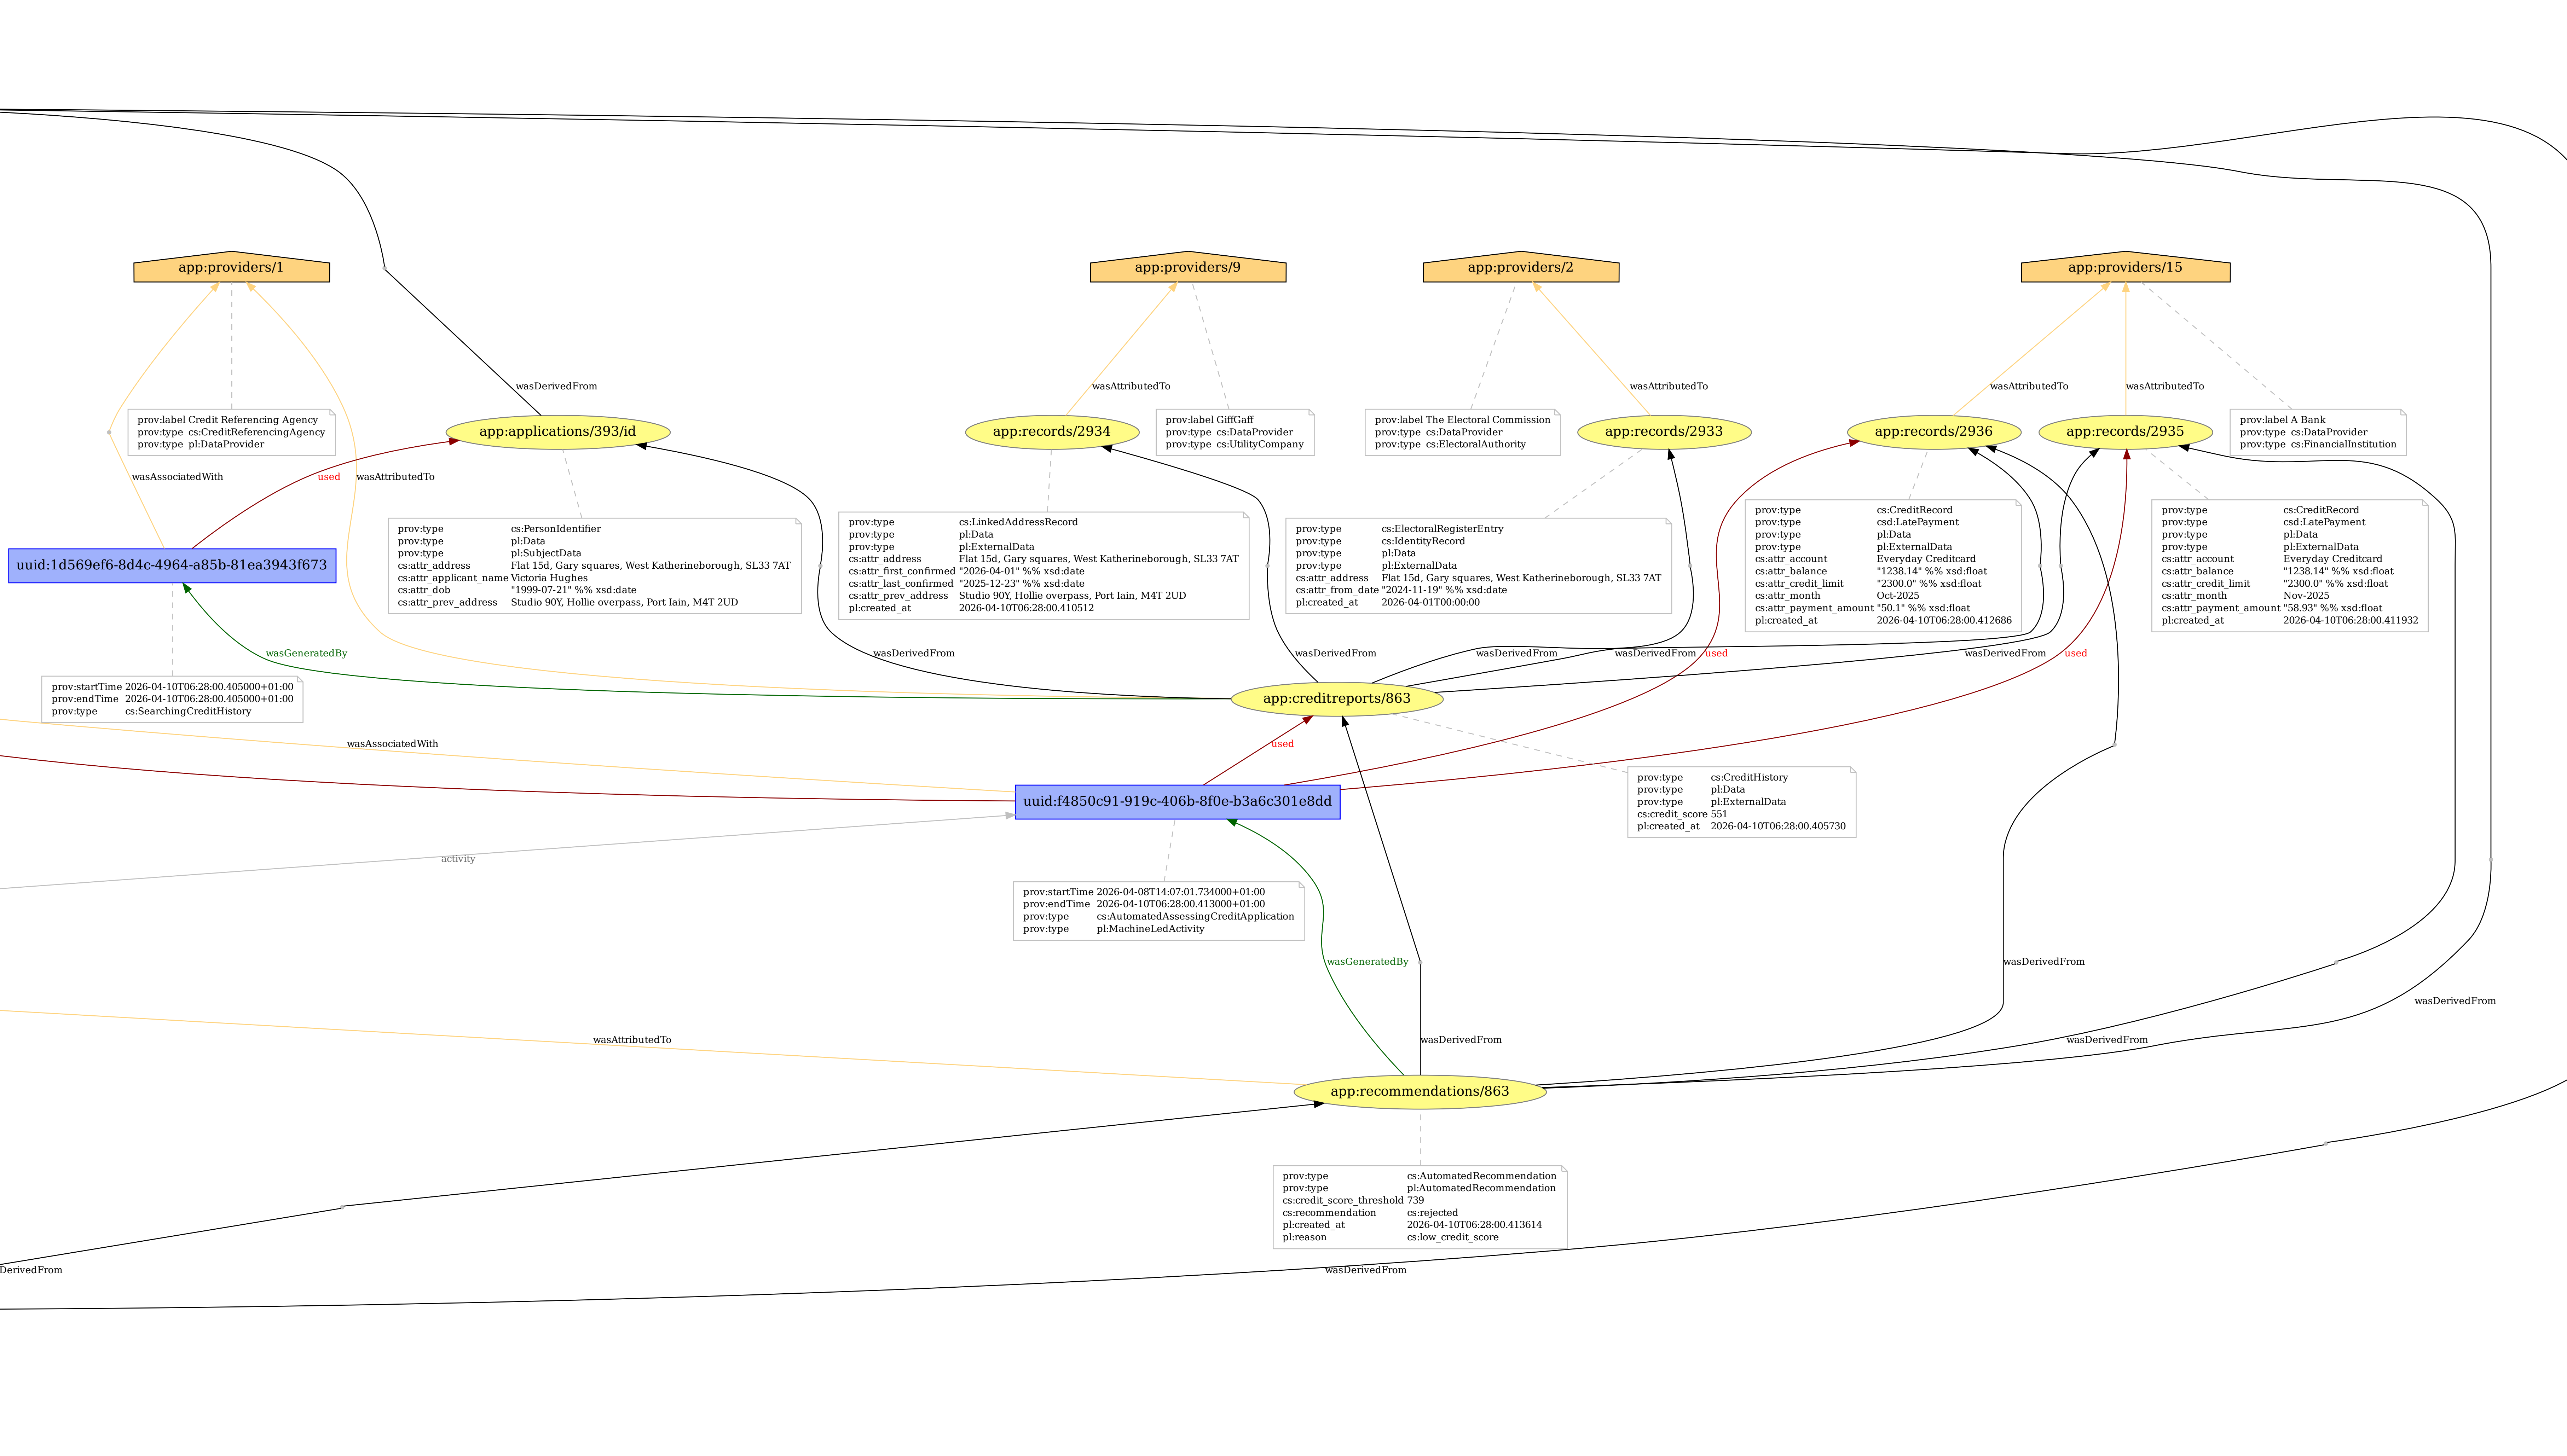 app:providers/1
app:providers/9
app:providers/2
app:providers/15
wasDerivedFrom
wasAttributedTo
wasAttributedTo
wasAttributedTo
wasAttributedTo
prov:label Credit Referencing Agency
prov:type cs:CreditReferencingAgency
prov:type pl:DataProvider
app:applications/393/id
app:records/2934
prov:label GiffGaff
prov:type cs:DataProvider
prov:type cs:UtilityCompany
prov:label The Electoral Commission
prov:type cs:DataProvider
prov:type cs:ElectoralAuthority
app:records/2933
app:records/2936
app:records/2935
prov:label A Bank
prov:type cs:DataProvider
prov:type cs:FinancialInstitution
wasAssociatedWith
used
wasAttributedTo
uuid:1d569ef6-8d4c-4964-a85b-81ea3943f673
prov:type cs:PersonIdentifier
prov:type pl:Data
prov:type pl:SubjectData
cs:attr_address Flat 15d, Gary squares, West Katherineborough, SL33 7AT
cs:attr_applicant_name Victoria Hughes
cs:attr_dob "1999-07-21" %% xsd:date
cs:attr_prev_address Studio 90Y, Hollie overpass, Port Iain, M4T 2UD
prov:type cs:LinkedAddressRecord
prov:type pl:Data
prov:type pl:ExternalData
cs:attr_address Flat 15d, Gary squares, West Katherineborough, SL33 7AT
cs:attr_first_confirmed "2026-04-01" %% xsd:date
cs:attr_last_confirmed "2025-12-23" %% xsd:date
cs:attr_prev_address Studio 90Y, Hollie overpass, Port Iain, M4T 2UD
pl:created_at 2026-04-10T06:28:00.410512
prov:type cs:ElectoralRegisterEntry
prov:type cs:IdentityRecord
prov:type pl:Data
prov:type pl:ExternalData
cs:attr_address Flat 15d, Gary squares, West Katherineborough, SL33 7AT
cs:attr_from_date "2024-11-19" %% xsd:date
pl:created_at 2026-04-01T00:00:00
prov:type cs:CreditRecord
prov:type csd:LatePayment
prov:type pl:Data
prov:type pl:ExternalData
cs:attr_account Everyday Creditcard
cs:attr_balance "1238.14" %% xsd:float
cs:attr_credit_limit "2300.0" %% xsd:float
cs:attr_month Oct-2025
cs:attr_payment_amount "50.1" %% xsd:float
pl:created_at 2026-04-10T06:28:00.412686
prov:type cs:CreditRecord
prov:type csd:LatePayment
prov:type pl:Data
prov:type pl:ExternalData
cs:attr_account Everyday Creditcard
cs:attr_balance "1238.14" %% xsd:float
cs:attr_credit_limit "2300.0" %% xsd:float
cs:attr_month Nov-2025
cs:attr_payment_amount "58.93" %% xsd:float
pl:created_at 2026-04-10T06:28:00.411932
wasGeneratedBy
wasDerivedFrom
wasDerivedFrom
wasDerivedFrom
wasDerivedFrom
used
wasDerivedFrom
used
prov:startTime 2026-04-10T06:28:00.405000+01:00
prov:endTime 2026-04-10T06:28:00.405000+01:00
prov:type cs:SearchingCreditHistory
app:creditreports/863
wasAssociatedWith
used
prov:type cs:CreditHistory
prov:type pl:Data
prov:type pl:ExternalData
cs:credit_score 551
pl:created_at 2026-04-10T06:28:00.405730
uuid:f4850c91-919c-406b-8f0e-b3a6c301e8dd
activity
prov:startTime 2026-04-08T14:07:01.734000+01:00
prov:endTime 2026-04-10T06:28:00.413000+01:00
prov:type cs:AutomatedAssessingCreditApplication
prov:type pl:MachineLedActivity
wasGeneratedBy
wasDerivedFrom
wasDerivedFrom
wasAttributedTo
wasDerivedFrom
wasDerivedFrom
app:recommendations/863
prov:type cs:AutomatedRecommendation
prov:type pl:AutomatedRecommendation
cs:credit_score_threshold 739
cs:recommendation cs:rejected
pl:created_at 2026-04-10T06:28:00.413614
pl:reason cs:low_credit_score
DerivedFrom
wasDerivedFrom